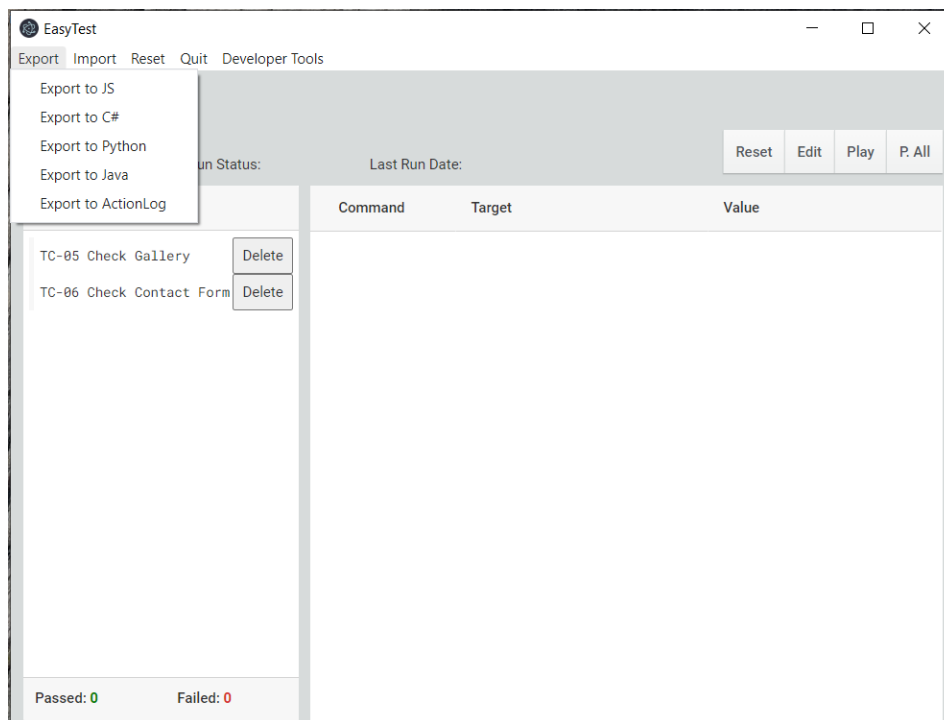 EasyTest
Export Import Reset Quit Developer Tools
Export to JS
Export to C#
Export to Python
Export to Java
Export to ActionLog
Status: Last Run Date:
Reset Edit Play P. All
Command Target Value
TC-05 Check Gallery Delete
TC-06 Check Contact Form Delete
Passed: 0 Failed: 0